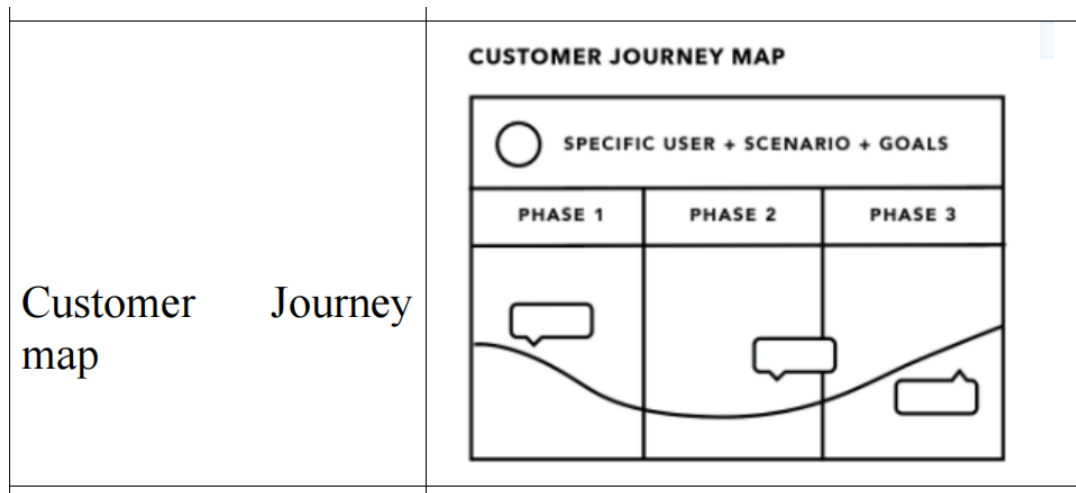 Customer Journey
map
CUSTOMER JOURNEY MAP
SPECIFIC USER + SCENARIO + GOALS
PHASE 1 PHASE 2 PHASE 3